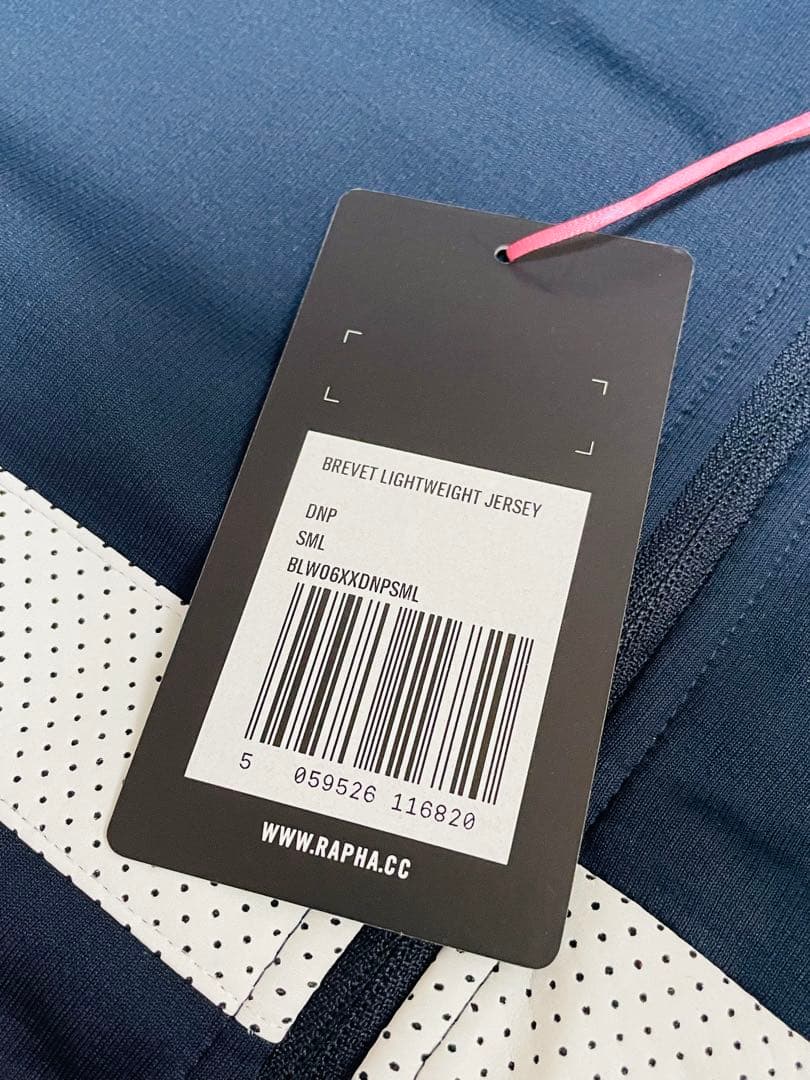 BREVET LIGHTWEIGHT JERSEY
DNP
SML
BLW06XXDNPSML
5 059526 116820
WWW.RAPHA.CC